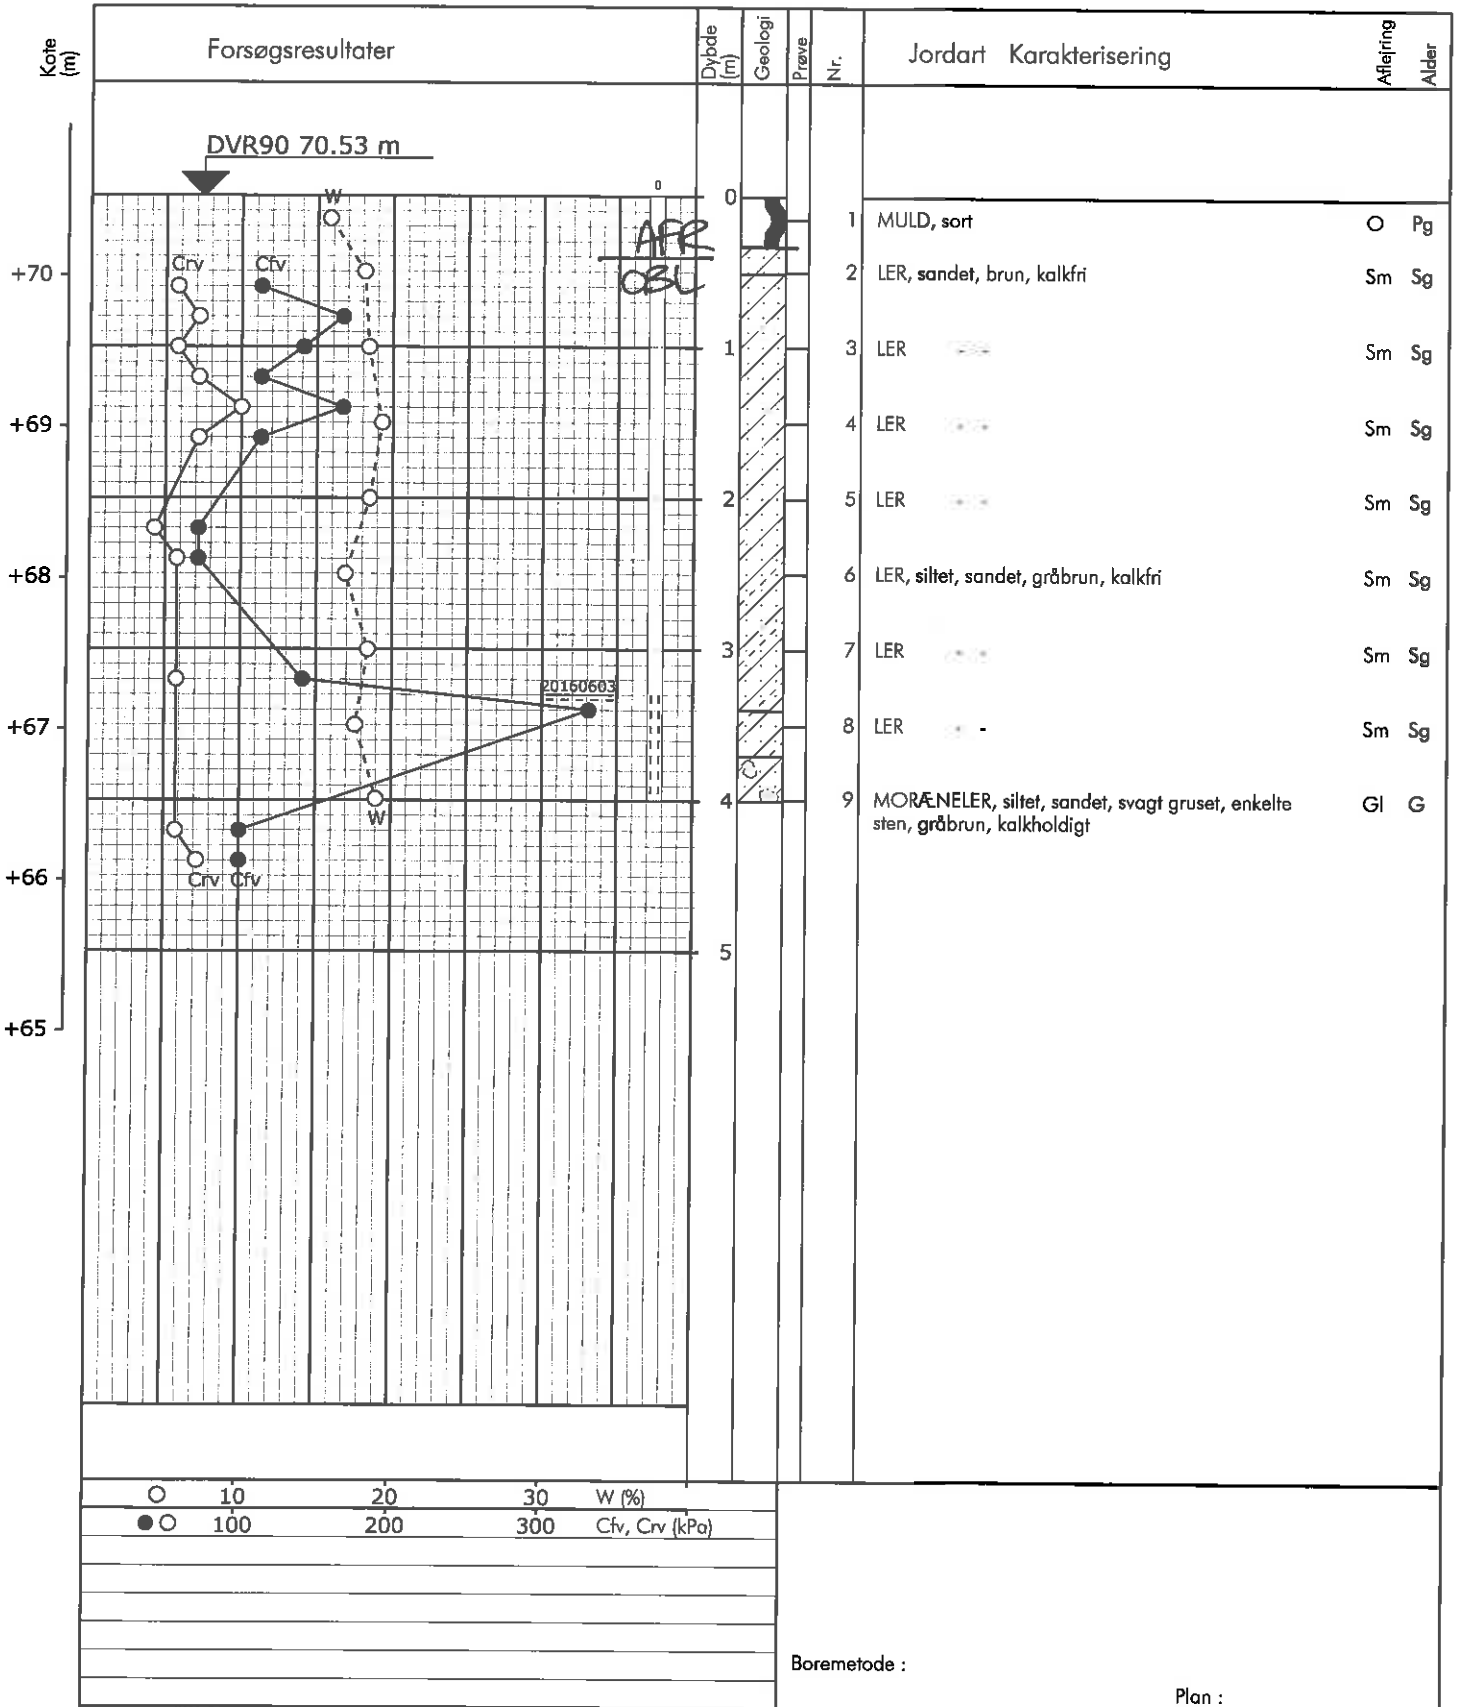 Kote (m)
Forsøgsresultater
Dybde (m)
Geologi
Prøve
Nr.
Jordart Karakterisering
Aflejring
Alder
DVR90 70.53 m
W
0
0
AFR
OBL
1 MULD, sort O Pg
+70
Crv Cfv
2 LER, sandet, brun, kalkfri Sm Sg
1
3 LER Sm Sg
+69
4 LER " " Sm Sg
2
5 LER " " Sm Sg
+68
6 LER, siltet, sandet, gråbrun, kalkfri Sm Sg
3
7 LER " " Sm Sg
20160603
+67
8 LER " - Sm Sg
4
W
9 MORÆNELER, siltet, sandet, svagt gruset, enkelte Gl G
sten, gråbrun, kalkholdigt
+66
Crv Cfv
5
+65
10 20 30 W (%)
100 200 300 Cfv, Crv (kPa)
Boremetode :
Plan :